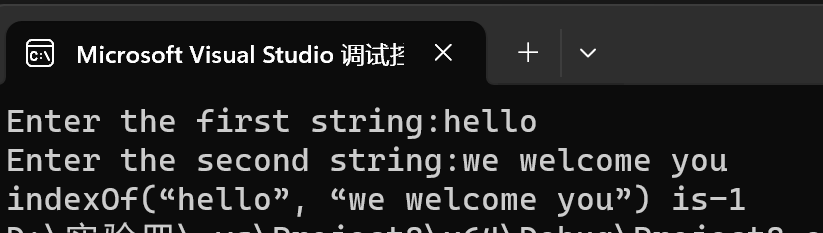 Microsoft Visual Studio 调试
Enter the first string:hello
Enter the second string:we welcome you
indexOf(“hello”, “we welcome you”) is-1